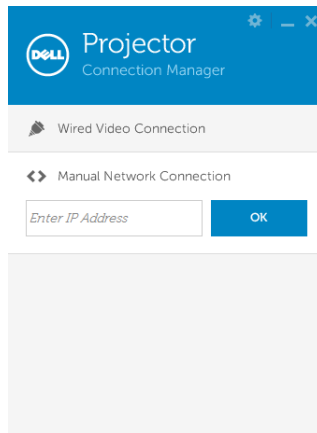 DELL
Projector
Connection Manager
Wired Video Connection
Manual Network Connection
Enter IP Address
OK